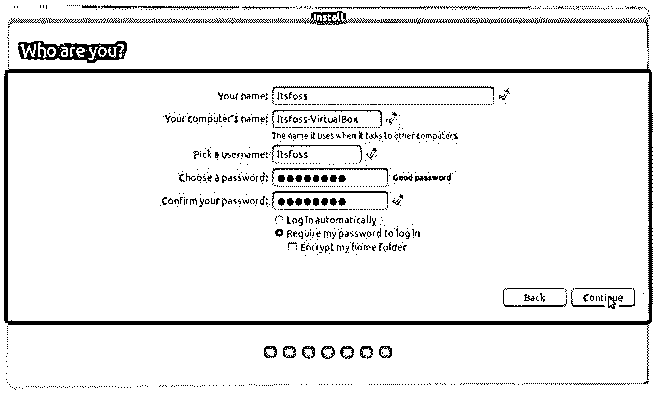 Install
Who are you?
Your name: Itsfoss
Your computer's name: Itsfoss-VirtualBox
The name it uses when it talks to other computers.
Pick a username: Itsfoss
Choose a password: ●●●●●●●● Good password
Confirm your password: ●●●●●●●●
Log in automatically
Require my password to log in
Encrypt my home folder
Back Continue